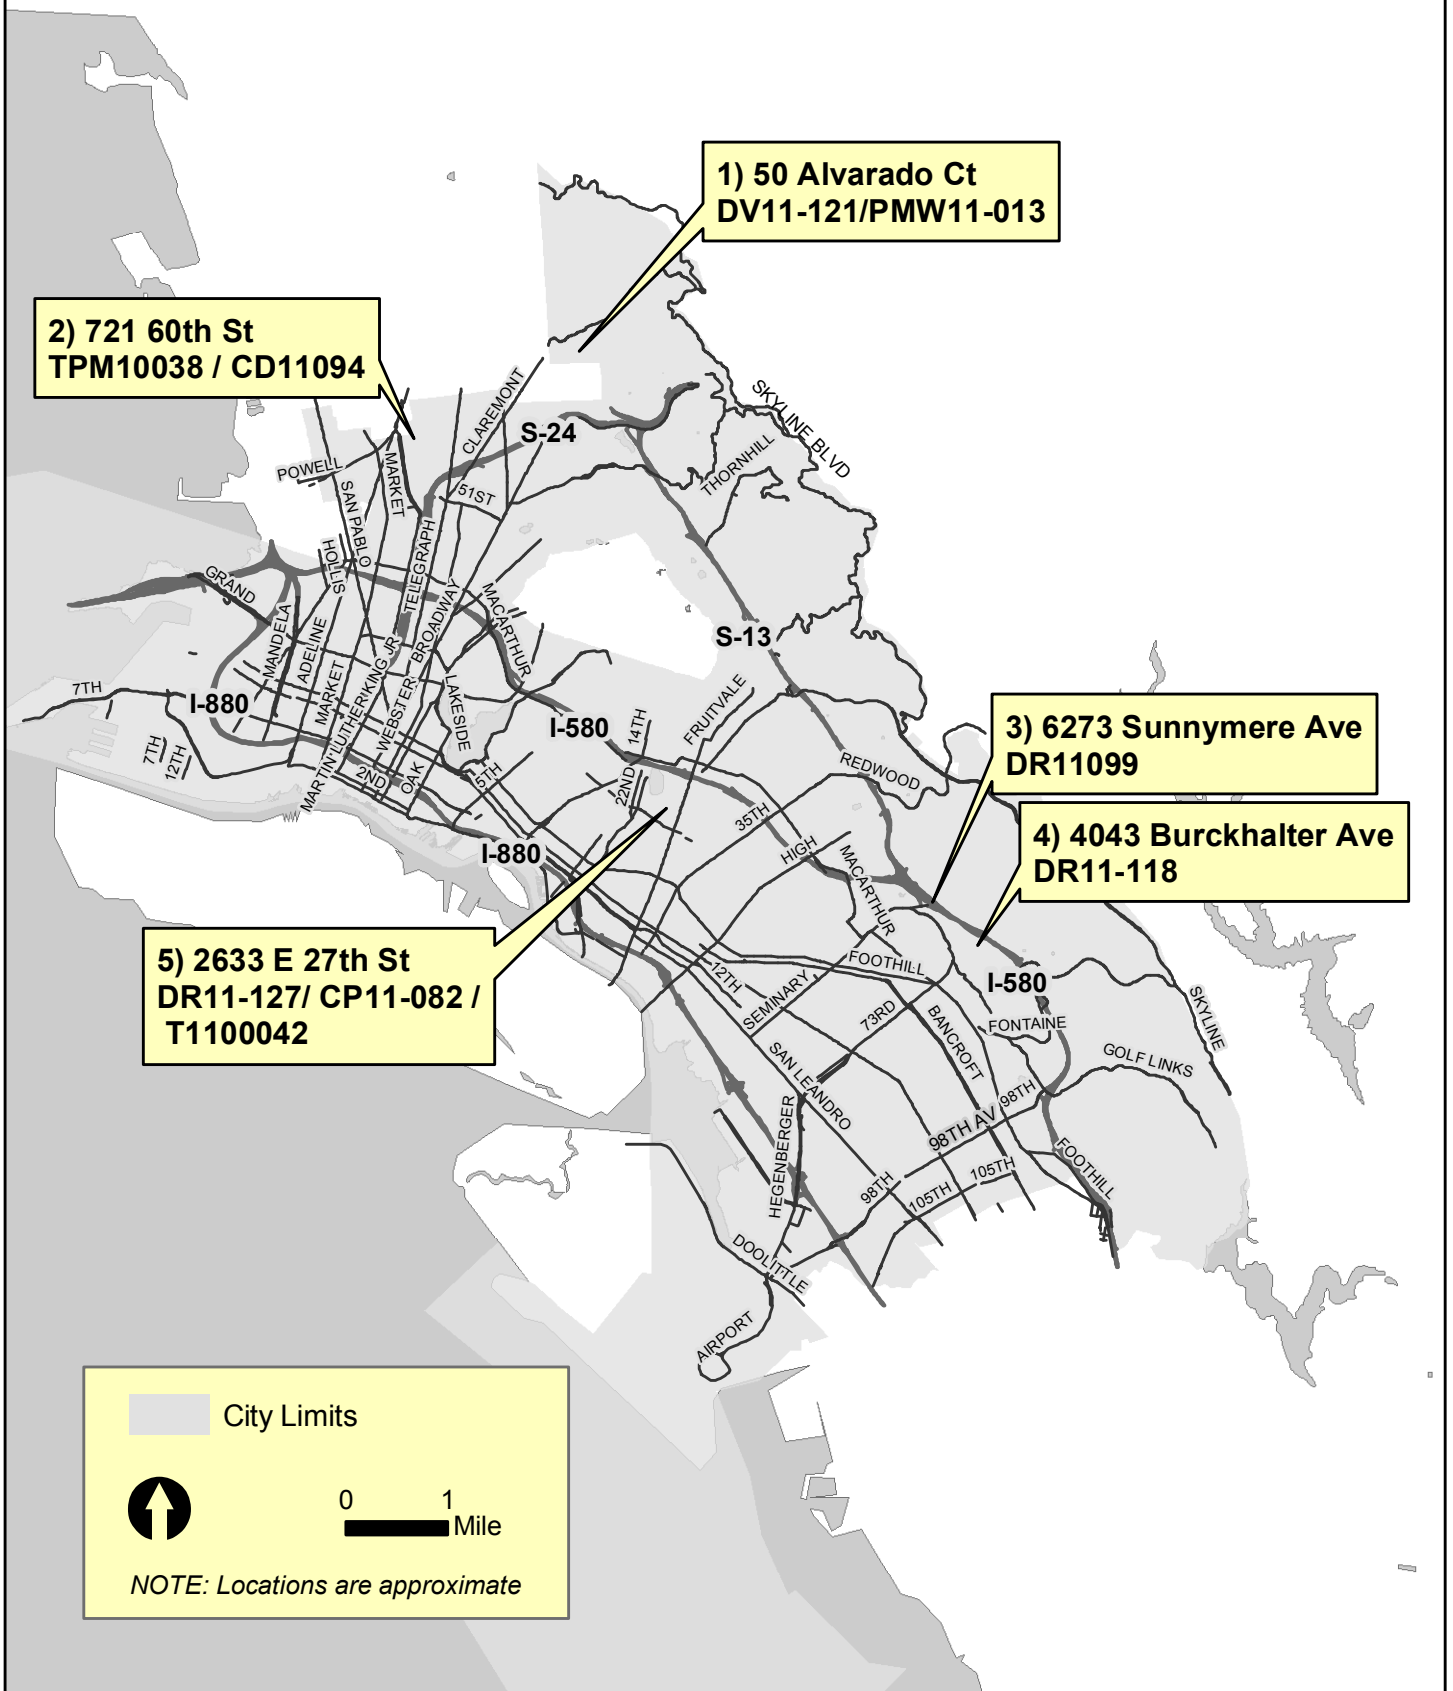 1) 50 Alvarado Ct
DV11-121/PMW11-013
2) 721 60th St
TPM10038 / CD11094
CLAREMONT
SKYLINE BLVD
S-24
THORNHILL
POWELL
MARKET
51ST
SAN PABLO
HOLLIS
TELEGRAPH
GRAND
MACARTHUR
BROADWAY
MANDELA
ADELINE
S-13
MARKET
MARTIN LUTHER KING JR
WEBSTER
LAKESIDE
7TH
I-880
I-580
14TH
FRUITVALE
3) 6273 Sunnymere Ave
DR11099
7TH
12TH
2ND
OAK
5TH
22ND
REDWOOD
35TH
HIGH
MACARTHUR
4) 4043 Burckhalter Ave
DR11-118
I-880
5) 2633 E 27th St
DR11-127/ CP11-082 /
T1100042
12TH
FOOTHILL
SEMINARY
I-580
SKYLINE
73RD
BANCROFT
FONTAINE
SAN LEANDRO
GOLF LINKS
HEGENBERGER
98TH AV
98TH
98TH
105TH
105TH
FOOTHILL
DOOLITTLE
AIRPORT
City Limits
0 1
Mile
NOTE: Locations are approximate